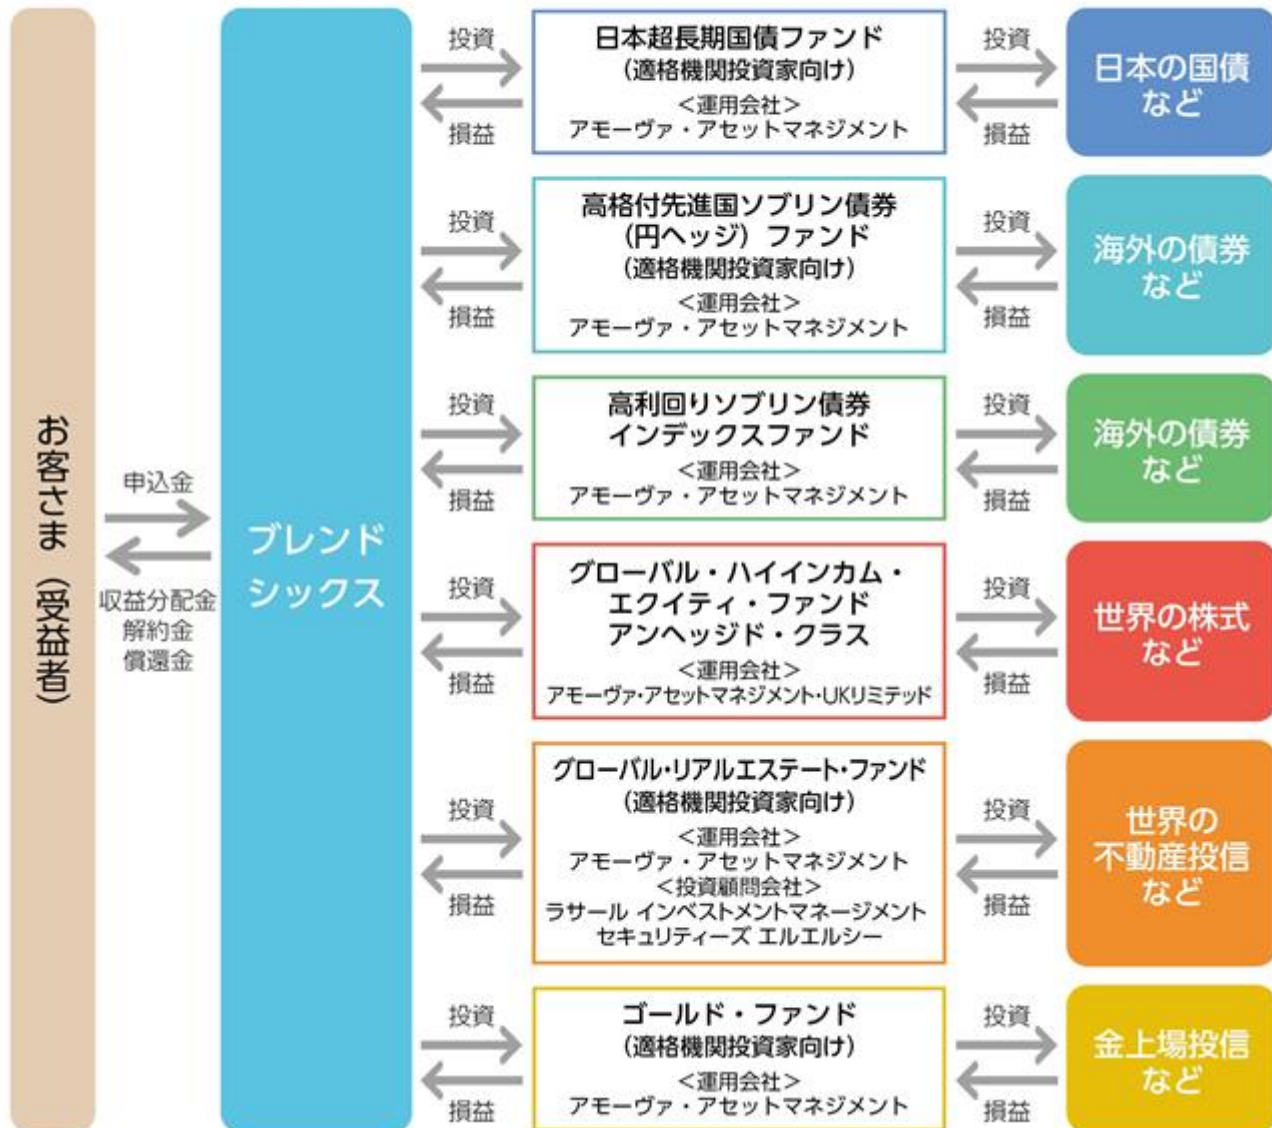 お客さま（受益者）
申込金
収益分配金
解約金
償還金
ブレンド
シックス
投資
損益
日本超長期国債ファンド
（適格機関投資家向け）
＜運用会社＞
アモーヴァ・アセットマネジメント
投資
損益
日本の国債
など
投資
損益
高格付先進国ソブリン債券
（円ヘッジ）ファンド
（適格機関投資家向け）
＜運用会社＞
アモーヴァ・アセットマネジメント
投資
損益
海外の債券
など
投資
損益
高利回りソブリン債券
インデックスファンド
＜運用会社＞
アモーヴァ・アセットマネジメント
投資
損益
海外の債券
など
投資
損益
グローバル・ハイインカム・
エクイティ・ファンド
アンヘッジド・クラス
＜運用会社＞
アモーヴァ・アセットマネジメント・UKリミテッド
投資
損益
世界の株式
など
投資
損益
グローバル・リアルエステート・ファンド
（適格機関投資家向け）
＜運用会社＞
アモーヴァ・アセットマネジメント
＜投資顧問会社＞
ラサール インベストメントマネージメント
セキュリティーズ エルエルシー
投資
損益
世界の
不動産投信
など
投資
損益
ゴールド・ファンド
（適格機関投資家向け）
＜運用会社＞
アモーヴァ・アセットマネジメント
投資
損益
金上場投信
など